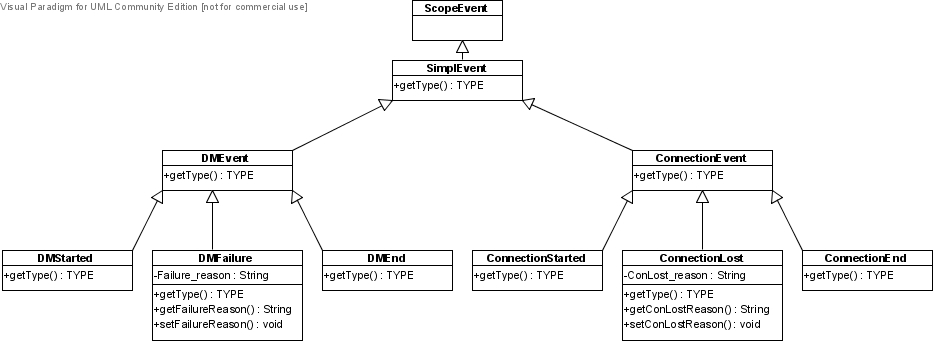 Visual Paradigm for UML Community Edition [not for commercial use]
ScopeEvent
SimplEvent
+getType() : TYPE
DMEvent
+getType() : TYPE
ConnectionEvent
+getType() : TYPE
DMStarted
+getType() : TYPE
DMFailure
-Failure_reason : String
+getType() : TYPE
+getFailureReason() : String
+setFailureReason() : void
DMEnd
+getType() : TYPE
ConnectionStarted
+getType() : TYPE
ConnectionLost
-ConLost_reason : String
+getType() : TYPE
+getConLostReason() : String
+setConLostReason() : void
ConnectionEnd
+getType() : TYPE